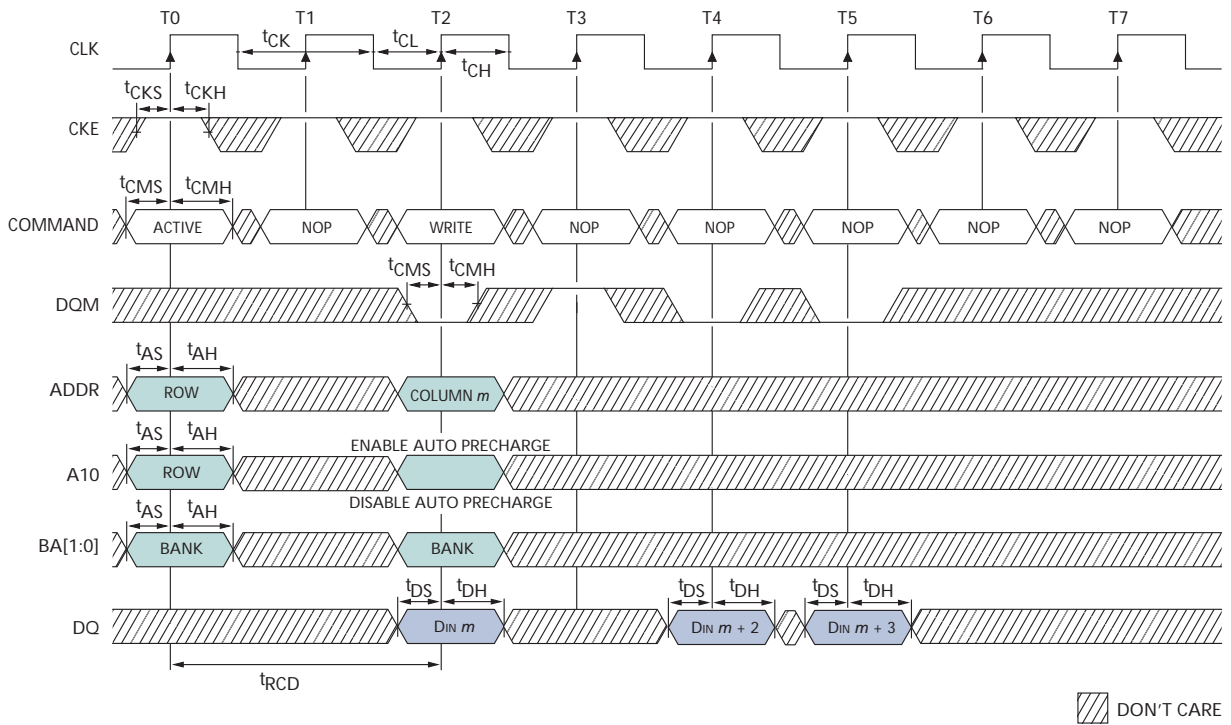 T0 T1 T2 T3 T4 T5 T6 T7
CLK tCK tCL
tCH
tCKS tCKH
CKE
tCMS tCMH
COMMAND ACTIVE NOP WRITE NOP NOP NOP NOP NOP
tCMS tCMH
DQM
tAS tAH
ADDR ROW COLUMN m
tAS tAH ENABLE AUTO PRECHARGE
A10 ROW
DISABLE AUTO PRECHARGE
tAS tAH
BA[1:0] BANK BANK
tDS tDH tDS tDH tDS tDH
DQ DIN m DIN m + 2 DIN m + 3
tRCD
DON'T CARE